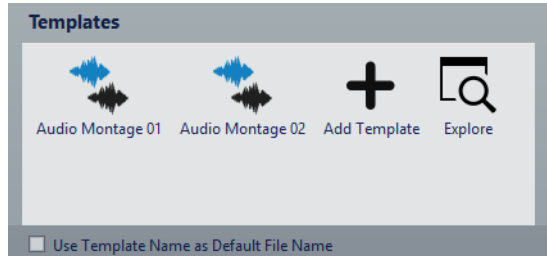 Templates
Audio Montage 01 Audio Montage 02 Add Template Explore
Use Template Name as Default File Name